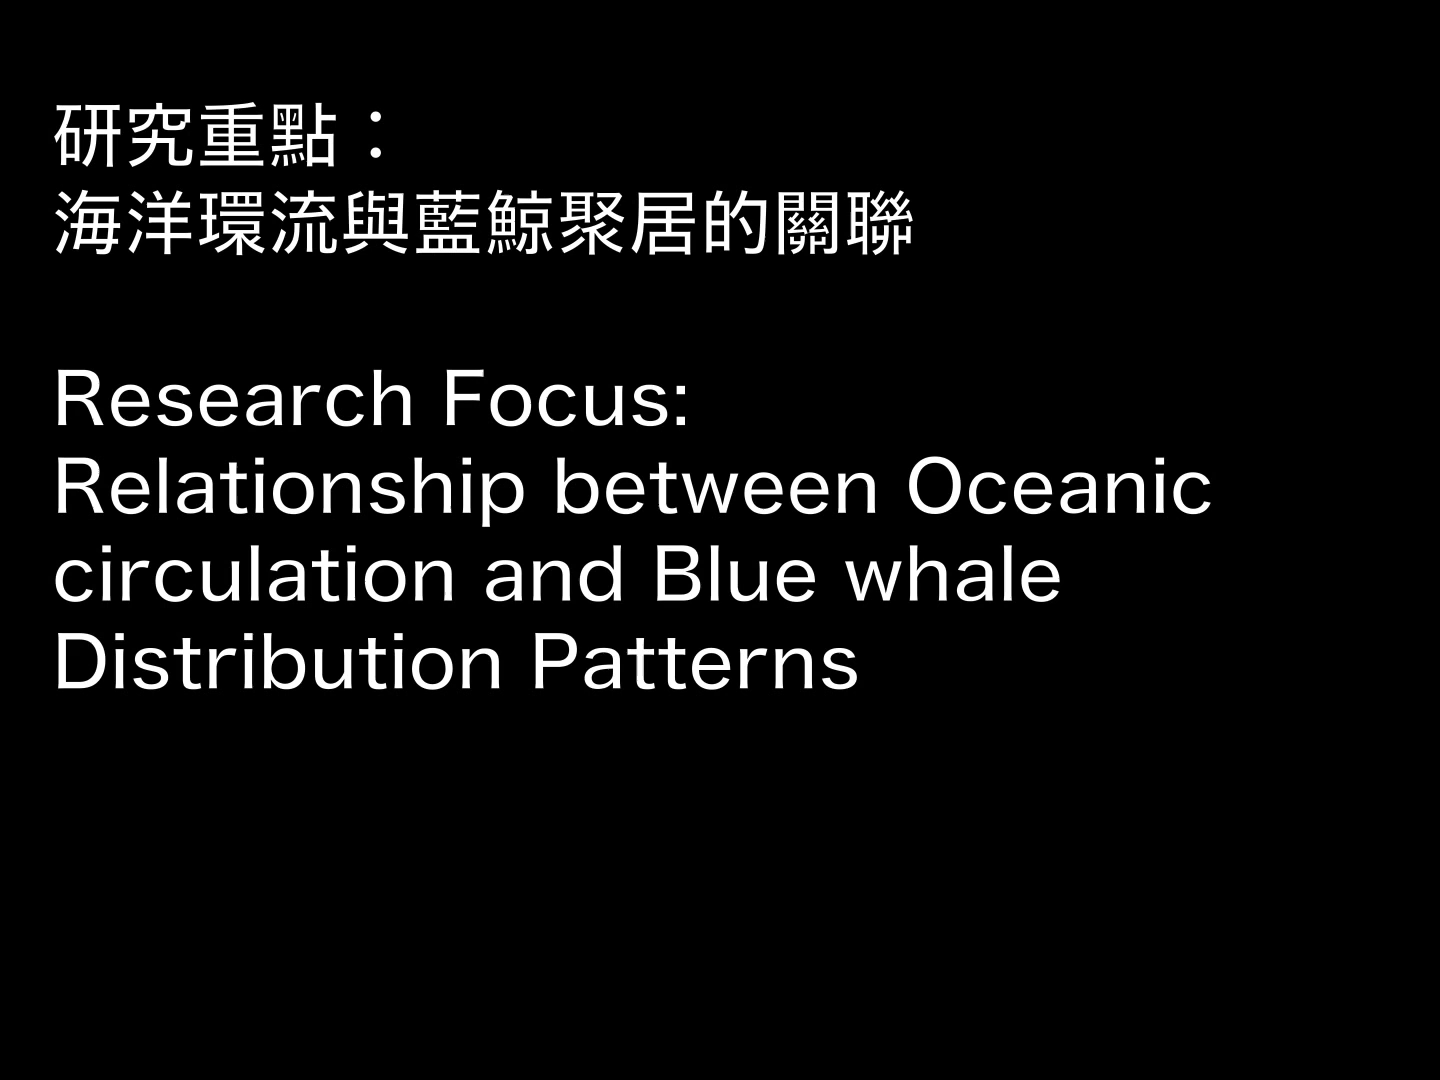 研究重點：
海洋環流與藍鯨聚居的關聯
Research Focus:
Relationship between Oceanic
circulation and Blue whale
Distribution Patterns